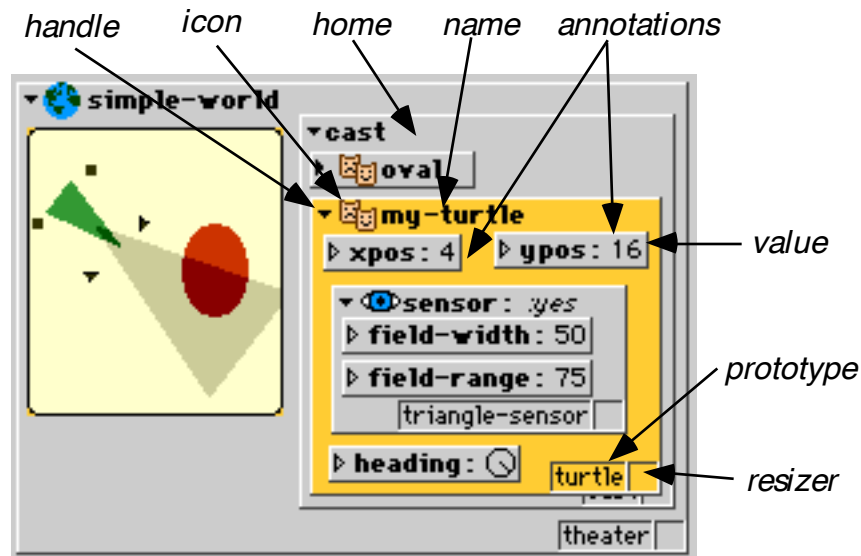 handle icon home name annotations
simple-world
cast
oval
my-turtle
xpos: 4 ypos: 16 value
sensor: :yes
field-width: 50
field-range: 75
prototype
triangle-sensor
heading:
turtle
resizer
theater